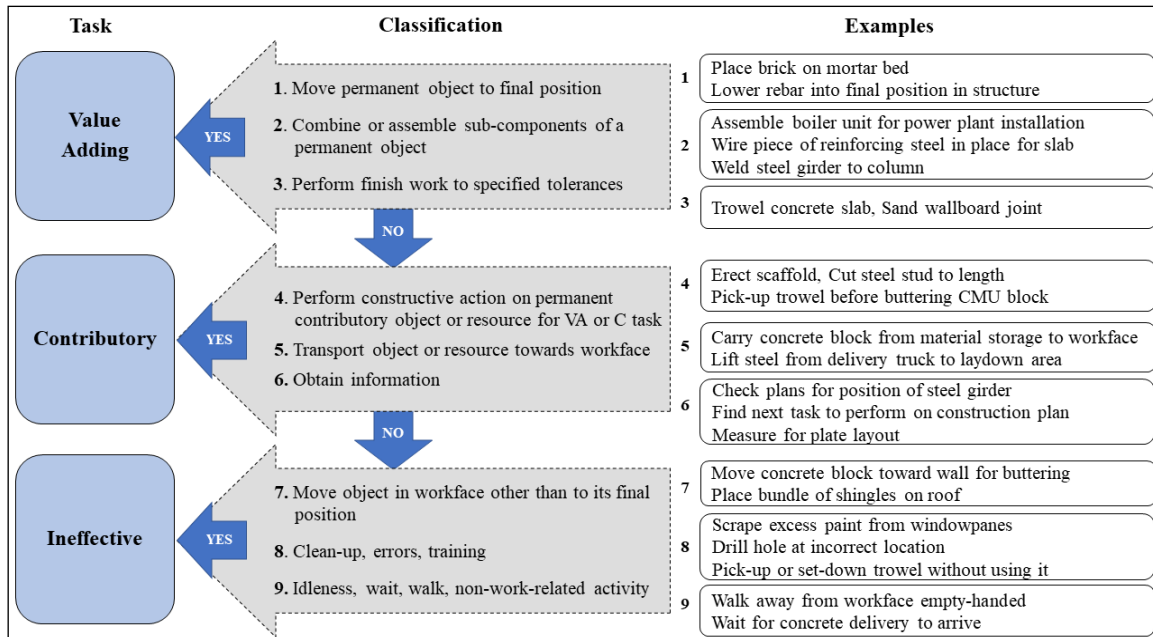 Task
Classification
Examples
Value
Adding
YES
1. Move permanent object to final position
2. Combine or assemble sub-components of a
permanent object
3. Perform finish work to specified tolerances
1
Place brick on mortar bed
Lower rebar into final position in structure
2
Assemble boiler unit for power plant installation
Wire piece of reinforcing steel in place for slab
Weld steel girder to column
3
Trowel concrete slab, Sand wallboard joint
NO
Contributory
YES
4. Perform constructive action on permanent
contributory object or resource for VA or C task
5. Transport object or resource towards workface
6. Obtain information
4
Erect scaffold, Cut steel stud to length
Pick-up trowel before buttering CMU block
5
Carry concrete block from material storage to workface
Lift steel from delivery truck to laydown area
6
Check plans for position of steel girder
Find next task to perform on construction plan
Measure for plate layout
NO
Ineffective
YES
7. Move object in workface other than to its final
position
8. Clean-up, errors, training
9. Idleness, wait, walk, non-work-related activity
7
Move concrete block toward wall for buttering
Place bundle of shingles on roof
8
Scrape excess paint from windowpanes
Drill hole at incorrect location
Pick-up or set-down trowel without using it
9
Walk away from workface empty-handed
Wait for concrete delivery to arrive